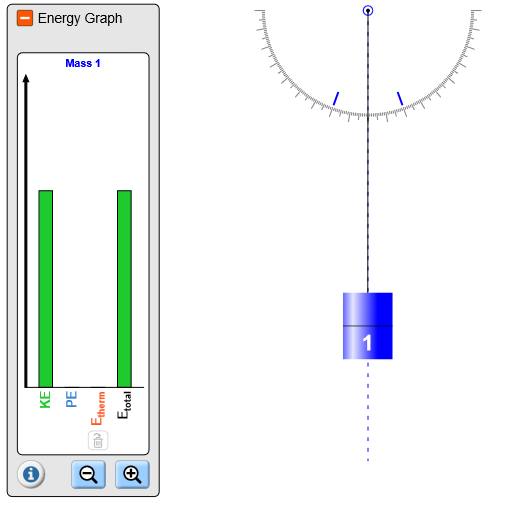 Energy Graph
Mass 1
KE
PE
Etherm
Etotal
i
1